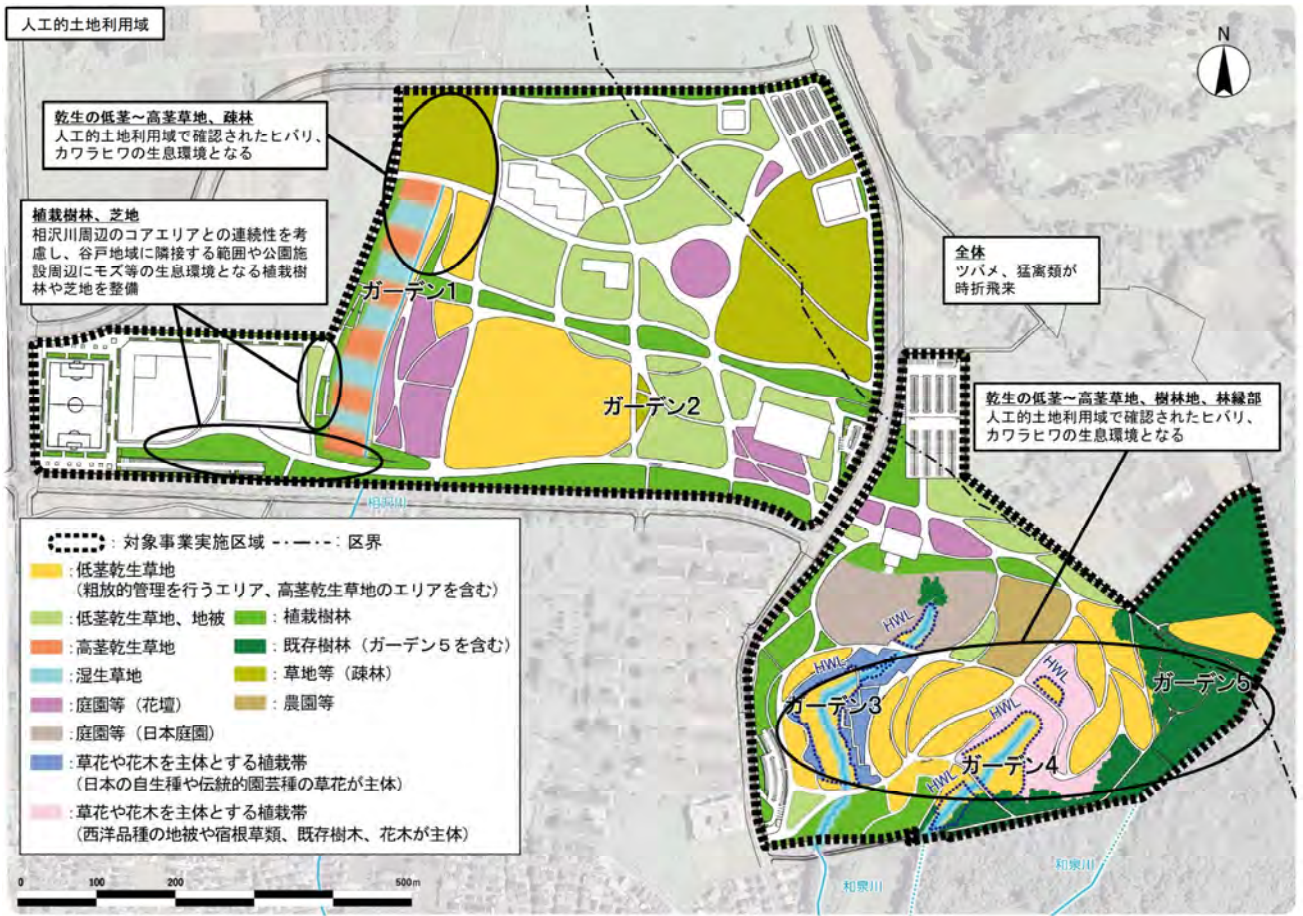 人工的土地利用域
N
乾生の低茎～高茎草地、疎林
人工的土地利用域で確認されたヒバリ、
カワラヒワの生息環境となる
植栽樹林、芝地
相沢川周辺のコアエリアとの連続性を考
慮し、谷戸地域に隣接する範囲や公園施
設周辺にモズ等の生息環境となる植栽樹
林や芝地を整備
全体
ツバメ、猛禽類が
時折飛来
ガーデン1
ガーデン2
乾生の低茎～高茎草地、樹林地、林縁部
人工的土地利用域で確認されたヒバリ、
カワラヒワの生息環境となる
相沢川
HWL
HWL
HWL
HWL
HWL
ガーデン3
ガーデン4
ガーデン5
和泉川
和泉川
：対象事業実施区域 ：区界
：低茎乾生草地
（粗放的管理を行うエリア、高茎乾生草地のエリアを含む）
：低茎乾生草地、地被 ：植栽樹林
：高茎乾生草地 ：既存樹林（ガーデン5を含む）
：湿生草地 ：草地等（疎林）
：庭園等（花壇） ：農園等
：庭園等（日本庭園）
：草花や花木を主体とする植栽帯
（日本の自生種や伝統的園芸種の草花が主体）
：草花や花木を主体とする植栽帯
（西洋品種の地被や宿根草類、既存樹木、花木が主体）
0 100 200 500m